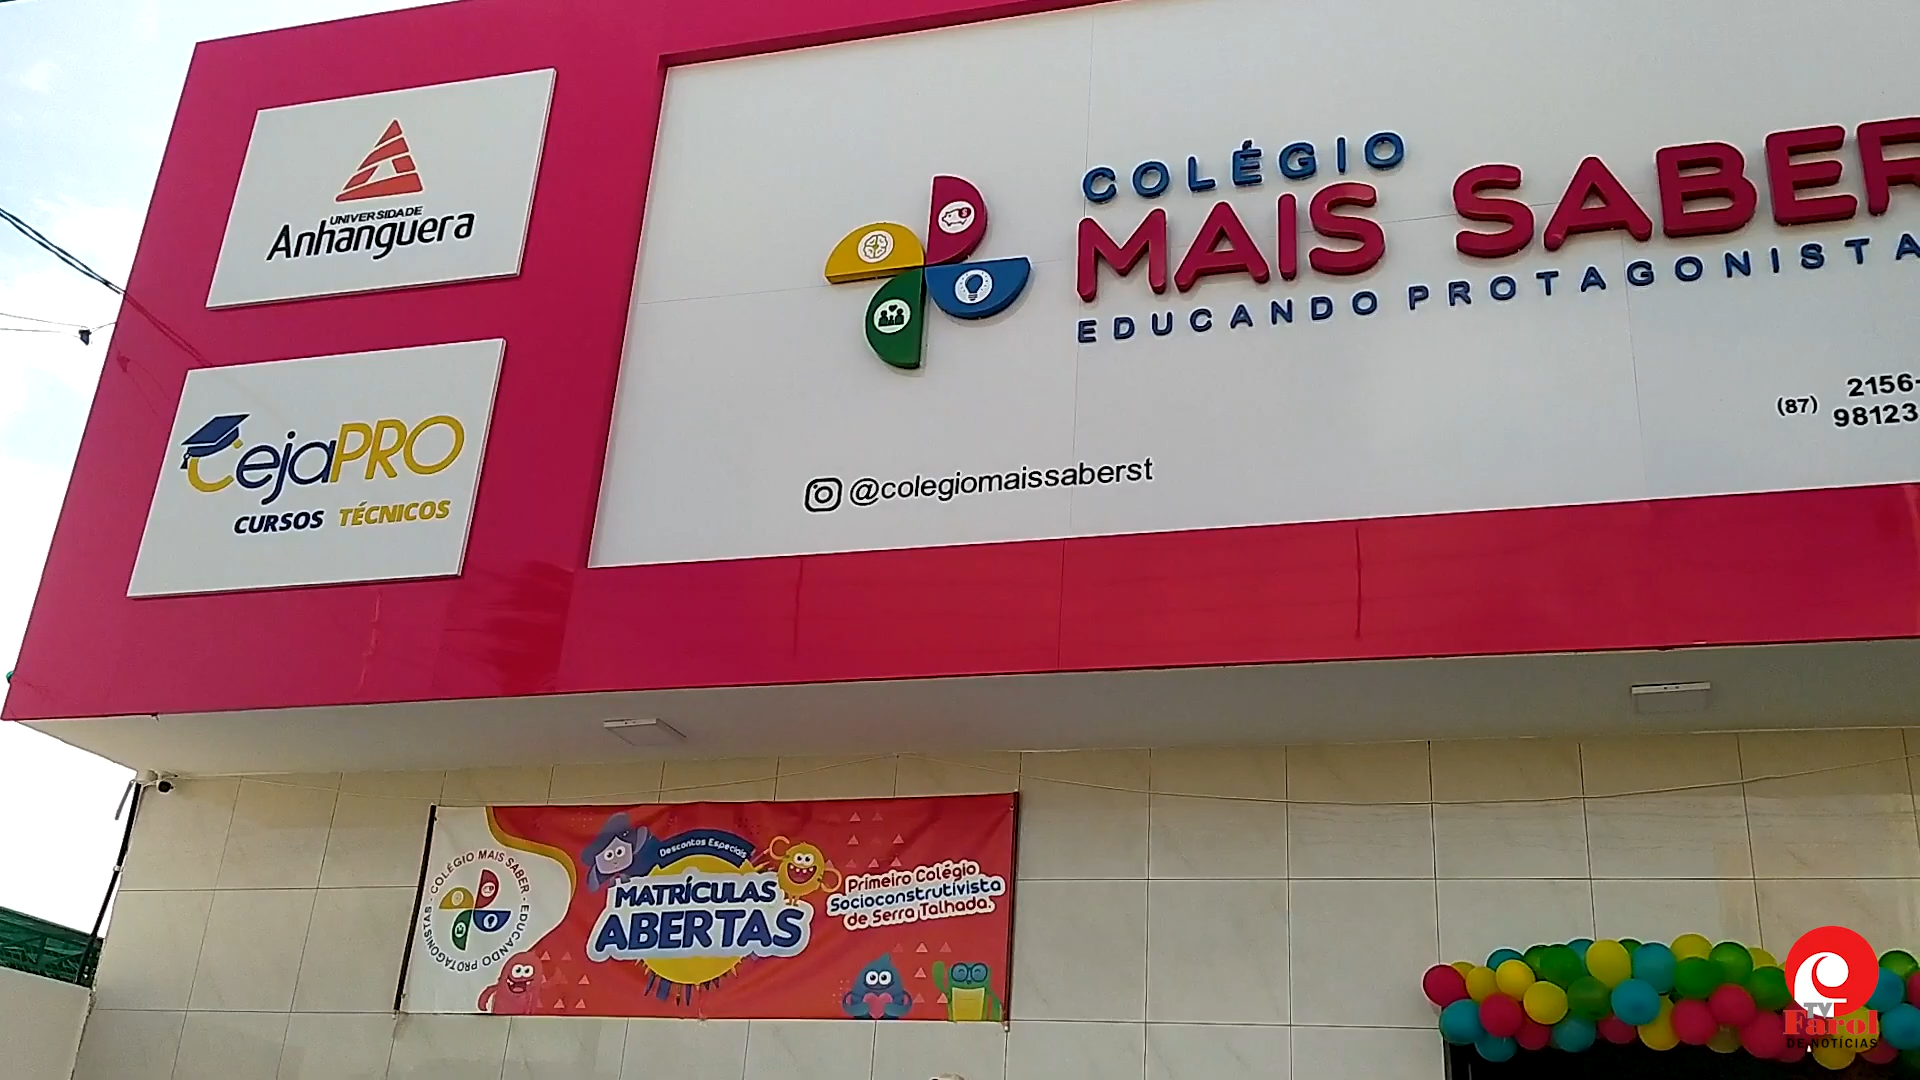 UNIVERSIDADE
Anhanguera
CejaPRO
CURSOS TÉCNICOS
COLÉGIO
MAIS SABER
EDUCANDO PROTAGONISTA
(87) 2156-
98123
@colegiomaissaberst
COLÉGIO MAIS SABER - EDUCANDO PROTAGONISTAS -
Descontos Especiais
MATRÍCULAS
ABERTAS
Primeiro Colégio
Socioconstrutivista
de Serra Talhada.
TV
Farol
DE NOTÍCIAS